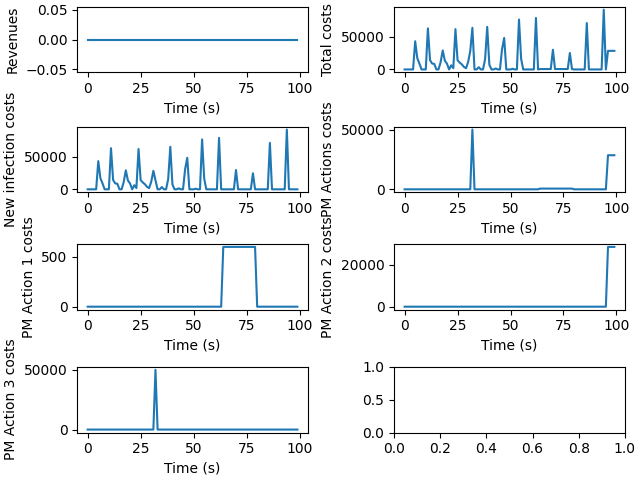 Revenues
0.05
0.00
−0.05
0 25 50 75 100
Time (s)
Total costs
50000
0
0 25 50 75 100
Time (s)
New infection costs
50000
0
0 25 50 75 100
Time (s)
PM Actions costs
50000
0
0 25 50 75 100
Time (s)
PM Action 1 costs
500
0
0 25 50 75 100
Time (s)
PM Action 2 costs
20000
0
0 25 50 75 100
Time (s)
PM Action 3 costs
50000
0
0 25 50 75 100
Time (s)
1.0
0.5
0.0
0.0 0.2 0.4 0.6 0.8 1.0